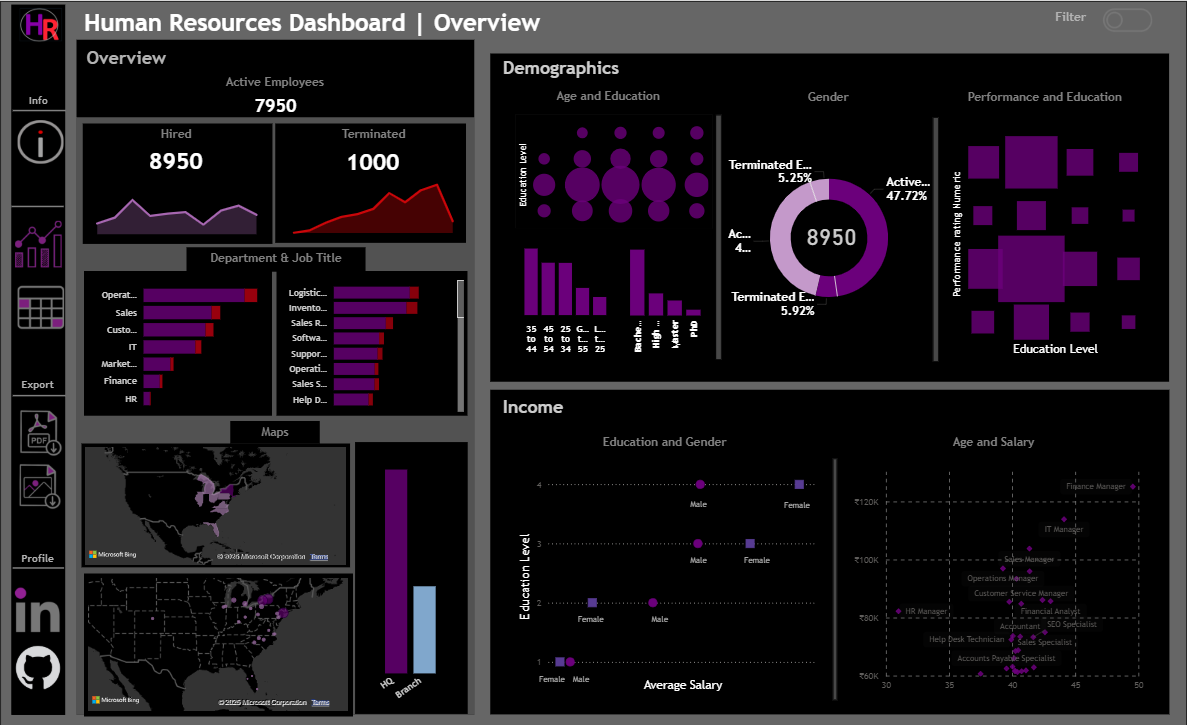 HR
Human Resources Dashboard | Overview
Filter
Info
Export
PDF
Profile
in
Overview
Active Employees
7950
Hired
8950
Terminated
1000
Department & Job Title
Operat...
Sales
Custo...
IT
Market...
Finance
HR
Logistic...
Invento...
Sales R...
Softwa...
Suppor...
Operati...
Sales S...
Help D...
Maps
Microsoft Bing
© 2025 Microsoft Corporation Terms
Microsoft Bing
© 2025 Microsoft Corporation Terms
HQ
Branch
Demographics
Age and Education
Education Level
35 to 44
45 to 54
25 to 34
G... t... 55
L... t... 25
Bache...
High ...
Master
PhD
Gender
Terminated E...
5.25%
Active...
47.72%
Ac...
4...
8950
Terminated E...
5.92%
Performance and Education
Performance rating Numeric
Education Level
Income
Education and Gender
Education Level
4
Male
Female
3
Male
Female
2
Female
Male
1
Female
Male
Average Salary
Age and Salary
₹120K
₹100K
₹80K
₹60K
Finance Manager
IT Manager
Sales Manager
Operations Manager
Customer Service Manager
HR Manager
Financial Analyst
Accountant
SEO Specialist
Help Desk Technician
Sales Specialist
Accounts Payable Specialist
30
35
40
45
50